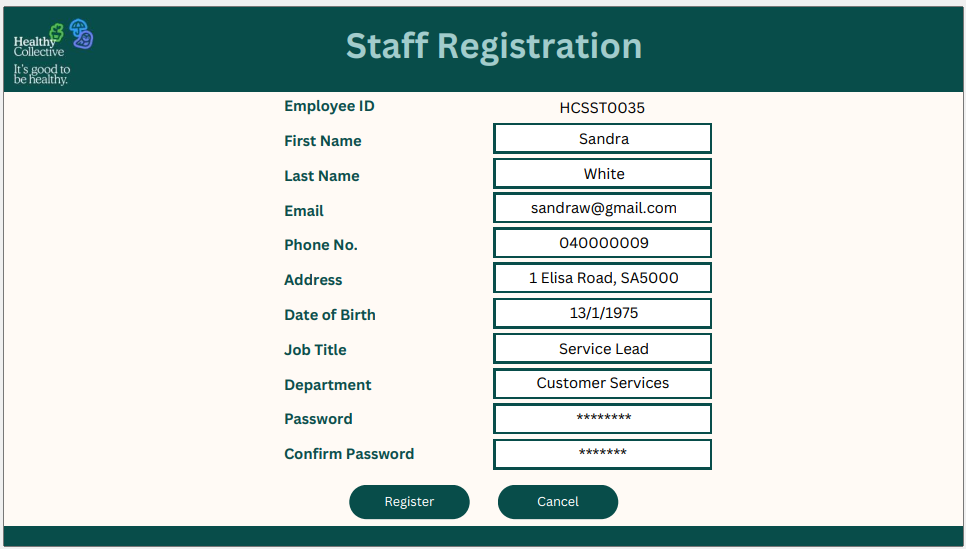 Healthy
Collective
It's good to
be healthy.
Staff Registration
Employee ID HCSST0035
First Name Sandra
Last Name White
Email sandraw@gmail.com
Phone No. 040000009
Address 1 Elisa Road, SA5000
Date of Birth 13/1/1975
Job Title Service Lead
Department Customer Services
Password ********
Confirm Password *******
Register Cancel